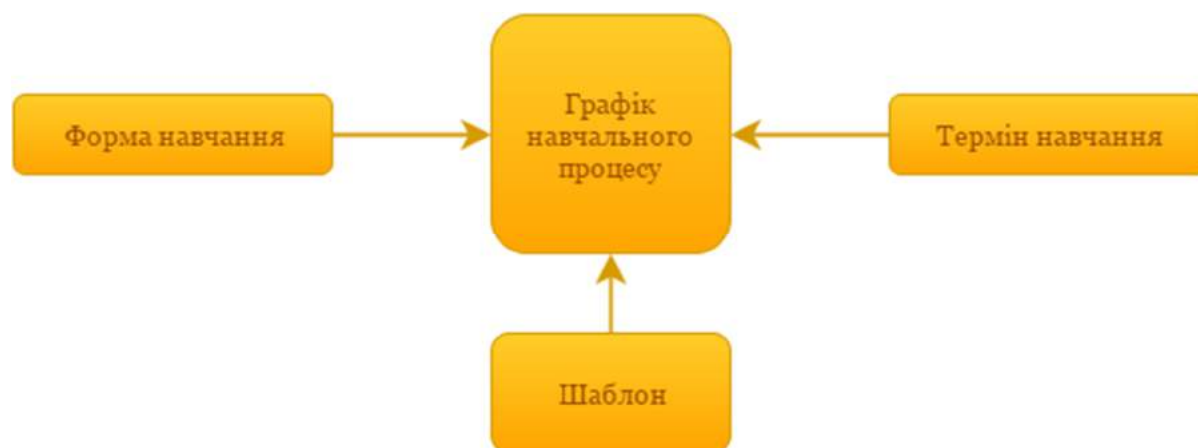 Графік
Форма навчання
навчального
Термін навчання
процесу
Шаблон